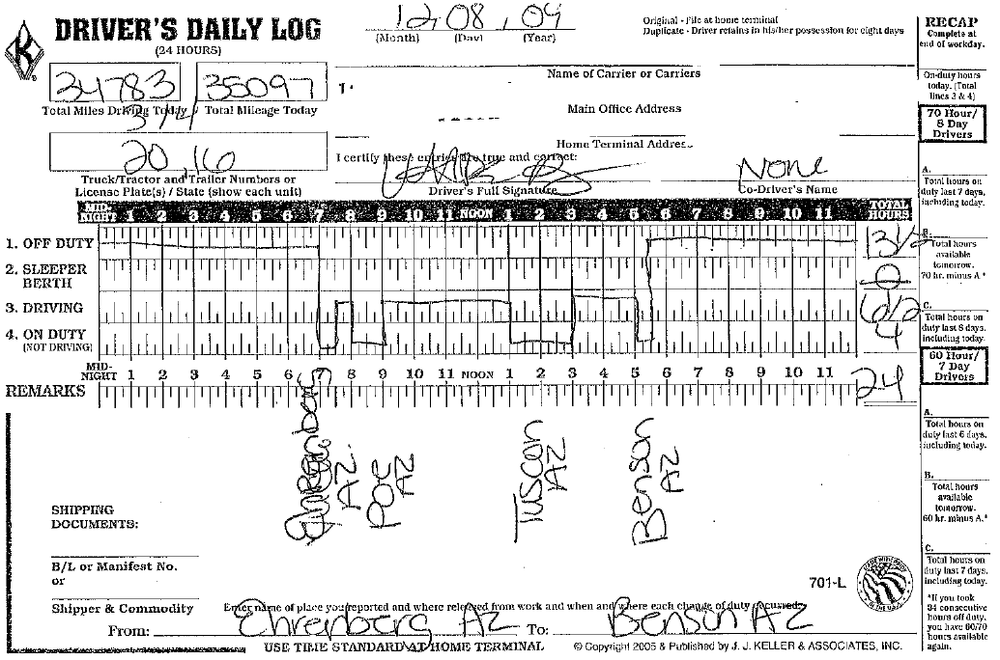 DRIVER'S DAILY LOG
(24 HOURS)
12, 08, 09
(Month) (Day) (Year)
Original - File at home terminal
Duplicate - Driver retains in his/her possession for eight days
34783 35097
Total Miles Driving Today Total Mileage Today
314
Name of Carrier or Carriers
Main Office Address
Home Terminal Address
20, 16
Truck/Tractor and Trailer Numbers or
License Plate(s) / State (show each unit)
I certify these entries are true and correct:
Driver's Full Signature
None
Co-Driver's Name
MID-NIGHT 1 2 3 4 5 6 7 8 9 10 11 NOON 1 2 3 4 5 6 7 8 9 10 11 TOTAL HOURS
1. OFF DUTY 13 1/2
2. SLEEPER BERTH 0
3. DRIVING 6 1/2
4. ON DUTY (NOT DRIVING) 4
MID-NIGHT 1 2 3 4 5 6 7 8 9 10 11 NOON 1 2 3 4 5 6 7 8 9 10 11
REMARKS 24
Ehrenberg AZ.
Poe AZ
Tuscan AZ
Benson AZ
SHIPPING
DOCUMENTS:
B/L or Manifest No.
or
Shipper & Commodity
701-L
MADE WITH PRIDE IN THE U.S.A.
Enter name of place you reported and where released from work and when and where each change of duty occurred.
From: Ehrenberg AZ To: Benson AZ
USE TIME STANDARD AT HOME TERMINAL
© Copyright 2005 & Published by J. J. KELLER & ASSOCIATES, INC.
RECAP
Complete at
end of workday.
On-duty hours
today. (Total
lines 3 & 4)
70 Hour/
8 Day
Drivers
A.
Total hours on
duty last 7 days,
including today.
B.
Total hours
available
tomorrow.
70 hr. minus A.*
C.
Total hours on
duty last 8 days,
including today.
60 Hour/
7 Day
Drivers
A.
Total hours on
duty last 6 days,
including today.
B.
Total hours
available
tomorrow.
60 hr. minus A.*
C.
Total hours on
duty last 7 days,
including today.
*If you took
34 consecutive
hours off duty,
you have 60/70
hours available
again.